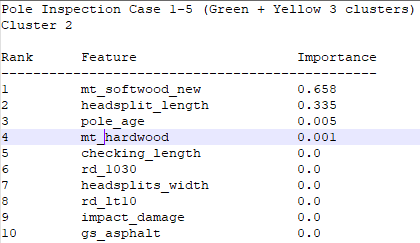 Pole Inspection Case 1-5 (Green + Yellow 3 clusters)
Cluster 2
Rank Feature Importance
------------------------------------------------
1 mt_softwood_new 0.658
2 headsplit_length 0.335
3 pole_age 0.005
4 mt_hardwood 0.001
5 checking_length 0.0
6 rd_1030 0.0
7 headsplits_width 0.0
8 rd_lt10 0.0
9 impact_damage 0.0
10 gs_asphalt 0.0